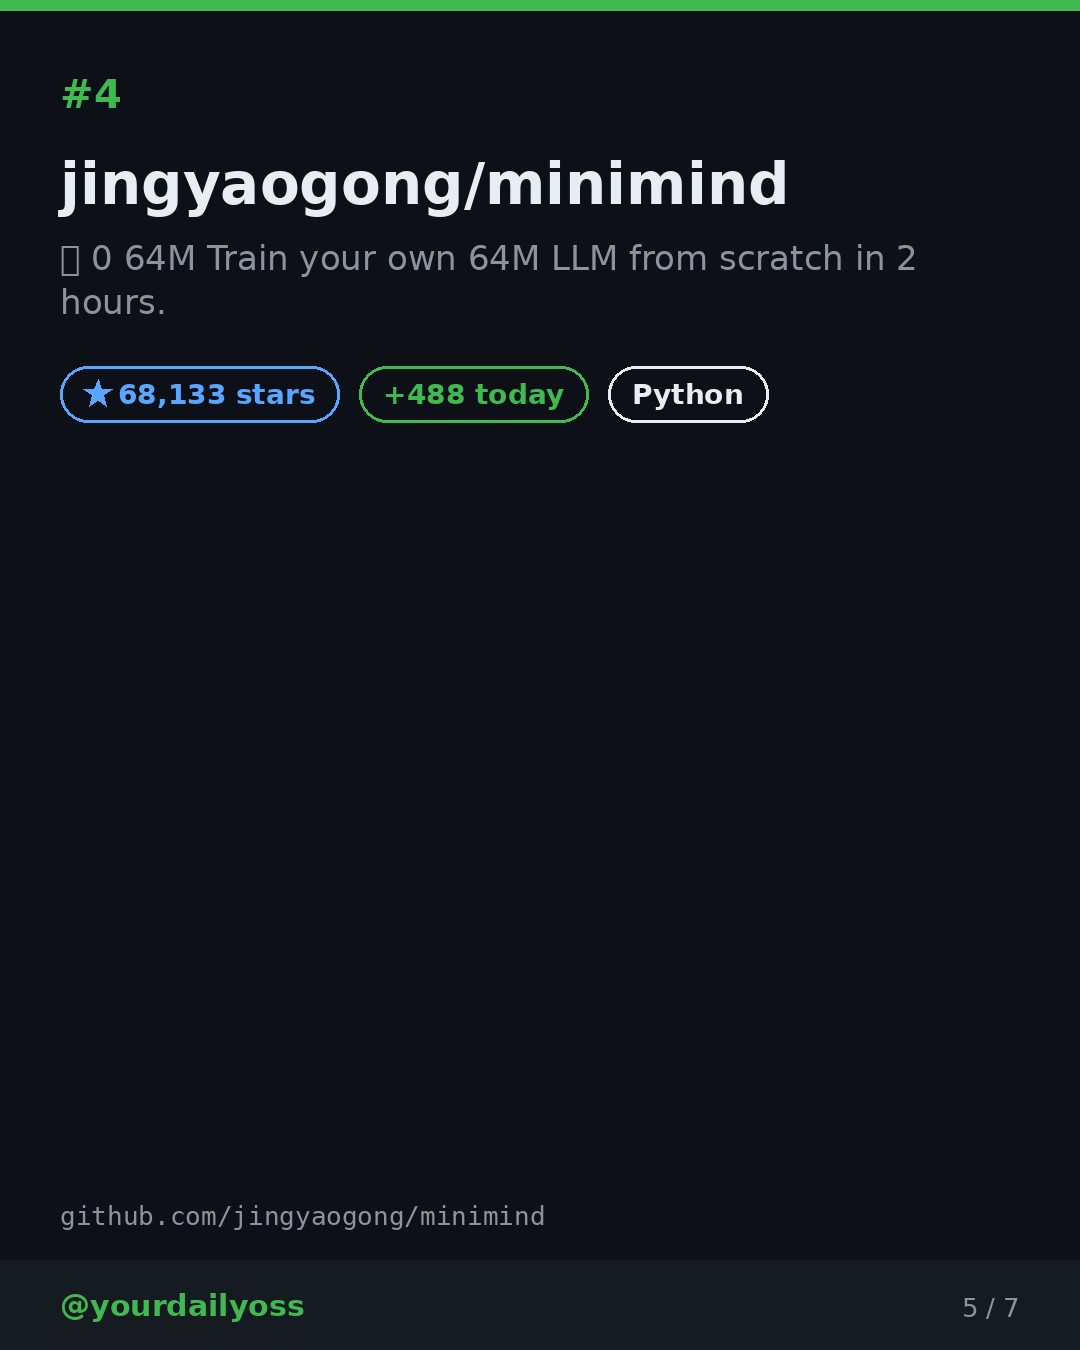 #4
jingyaogong/minimind
0 64M Train your own 64M LLM from scratch in 2
hours.
★68,133 stars
+488 today
Python
github.com/jingyaogong/minimind
@yourdailyoss
5 / 7